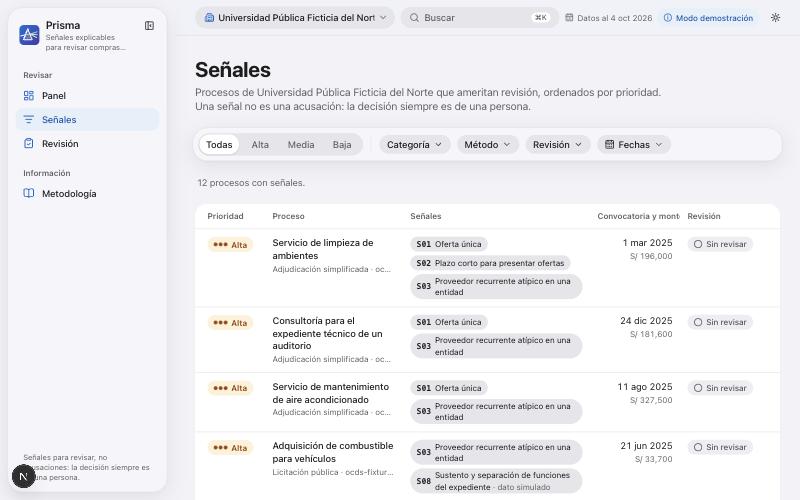 Prisma
Señales explicables
para revisar compras...
Revisar
Panel
Señales
Revisión
Información
Metodología
Señales para revisar, no
usaciones: la decisión siempre es
una persona.
N
Universidad Pública Ficticia del Nort
Buscar
⌘K
Datos al 4 oct 2026
Modo demostración
Señales
Procesos de Universidad Pública Ficticia del Norte que ameritan revisión, ordenados por prioridad.
Una señal no es una acusación: la decisión siempre es de una persona.
Todas Alta Media Baja Categoría Método Revisión Fechas
12 procesos con señales.
Prioridad Proceso Señales Convocatoria y mont Revisión
Alta
Servicio de limpieza de
ambientes
Adjudicación simplificada · oc...
S01 Oferta única
S02 Plazo corto para presentar ofertas
S03 Proveedor recurrente atípico en una
entidad
1 mar 2025
S/ 196,000
Sin revisar
Alta
Consultoría para el
expediente técnico de un
auditorio
Adjudicación simplificada · oc...
S01 Oferta única
S03 Proveedor recurrente atípico en una
entidad
24 dic 2025
S/ 181,600
Sin revisar
Alta
Servicio de mantenimiento
de aire acondicionado
Adjudicación simplificada · oc...
S01 Oferta única
S03 Proveedor recurrente atípico en una
entidad
11 ago 2025
S/ 327,500
Sin revisar
Alta
Adquisición de combustible
para vehículos
Licitación pública · ocds-fixtur...
S03 Proveedor recurrente atípico en una
entidad
S08 Sustento y separación de funciones
del expediente · dato simulado
21 jun 2025
S/ 33,700
Sin revisar